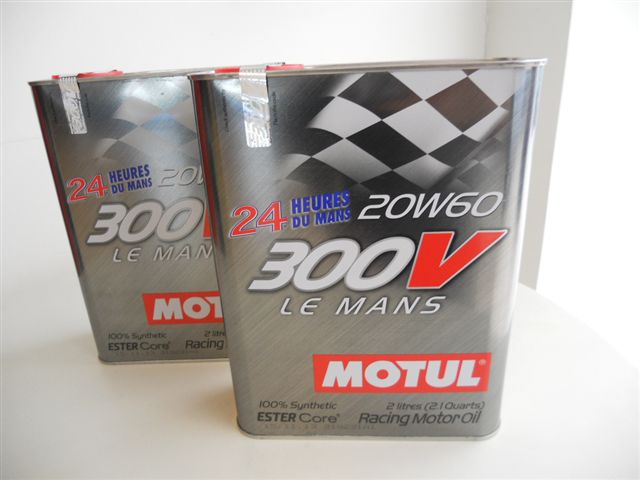 24 HEURES
DU MANS
20W
300
LE MANS
MOTUL
100% Synthetic
2 litres
ESTER Core®
Racing
24 HEURES
DU MANS
20W60
300V
LE MANS
MOTUL
100% Synthetic
2 litres (2.1 Quarts)
ESTER Core®
Racing Motor Oil